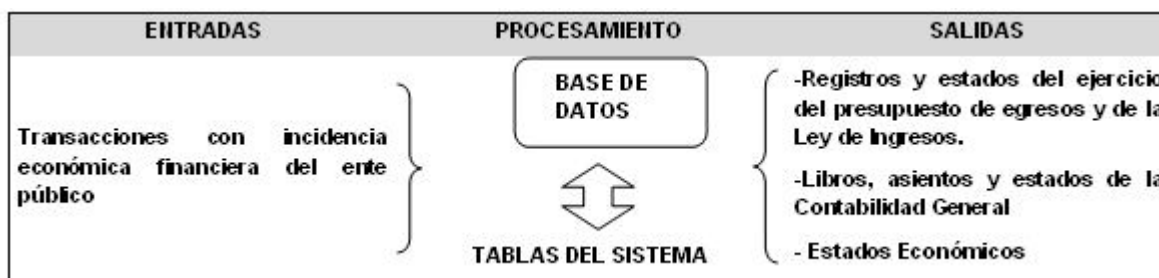 ENTRADAS PROCESAMIENTO SALIDAS
Transacciones con incidencia
económica financiera del ente
público
BASE DE
DATOS
TABLAS DEL SISTEMA
-Registros y estados del ejercicio
del presupuesto de egresos y de la
Ley de Ingresos.
-Libros, asientos y estados de la
Contabilidad General
- Estados Económicos